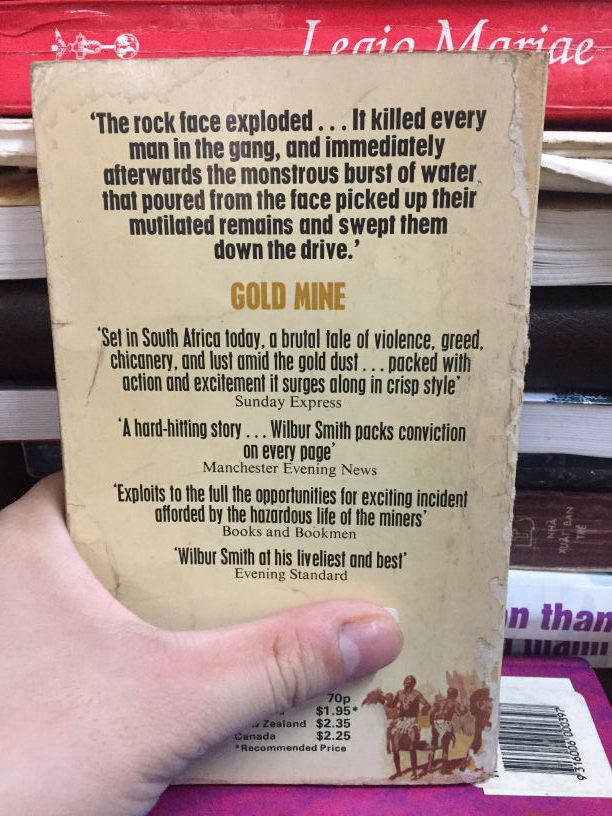 Legio Mariae
‘The rock face exploded . . . It killed every
man in the gang, and immediately
afterwards the monstrous burst of water
that poured from the face picked up their
mutilated remains and swept them
down the drive.’
GOLD MINE
‘Set in South Africa today, a brutal tale of violence, greed,
chicanery, and lust amid the gold dust . . . packed with
action and excitement it surges along in crisp style’
Sunday Express
‘A hard-hitting story . . . Wilbur Smith packs conviction
on every page’
Manchester Evening News
‘Exploits to the full the opportunities for exciting incident
afforded by the hazardous life of the miners’
Books and Bookmen
‘Wilbur Smith at his liveliest and best’
Evening Standard
70p
$1.95*
Zealand $2.35
Canada $2.25
*Recommended Price
NHÀ
XUẤT BẢN
TRẺ
than
9316006 000397